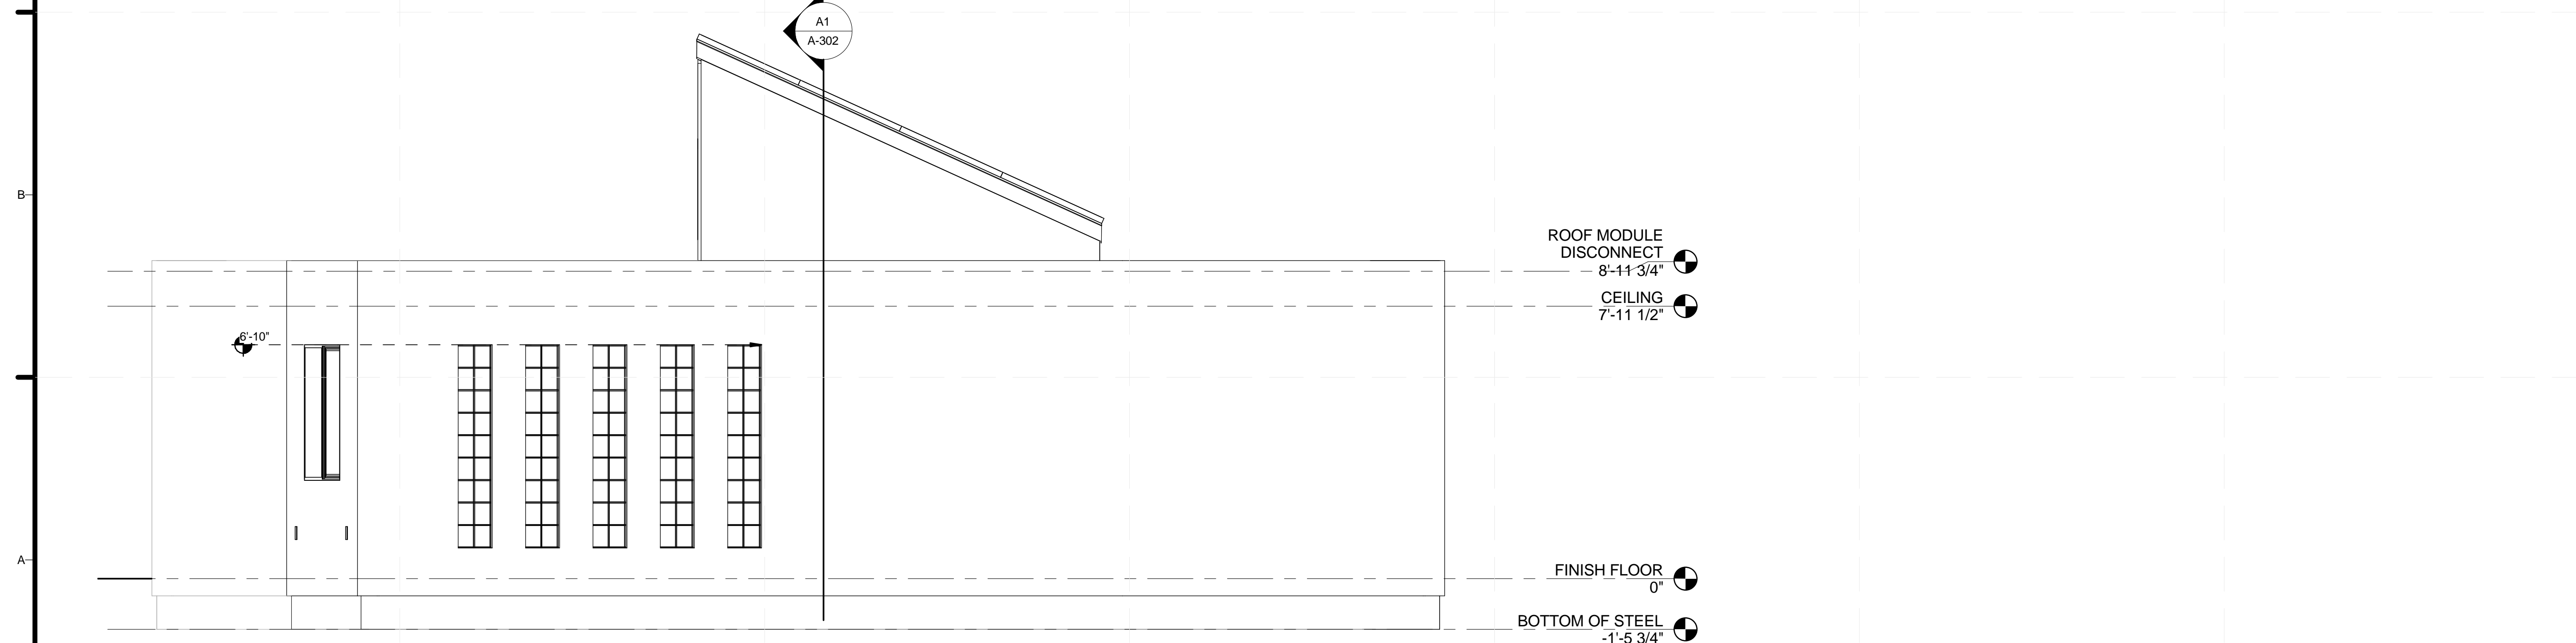 A1
A-302
B
ROOF MODULE
DISCONNECT
8'-11 3/4"
CEILING
7'-11 1/2"
6'-10"
A
FINISH FLOOR
0"
BOTTOM OF STEEL
-1'-5 3/4"